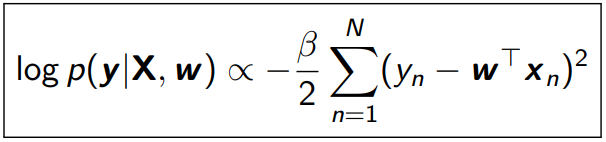 log p(y|X, w) ∝ −β/2 ∑_{n=1}^{N} (y_n − w^⊤ x_n)^2